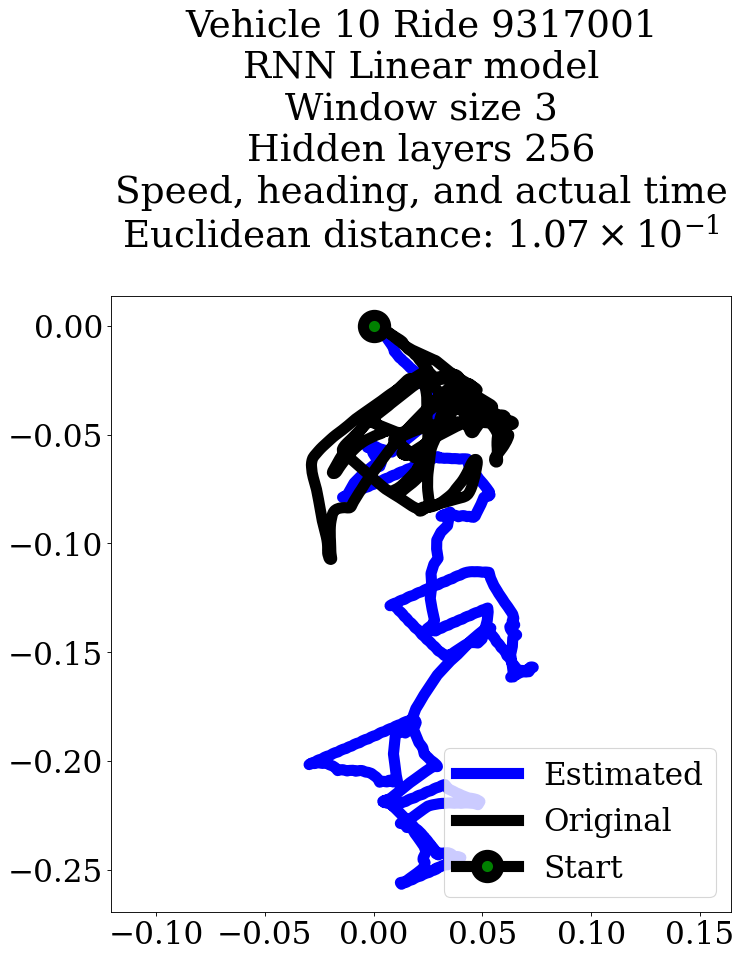 Vehicle 10 Ride 9317001
RNN Linear model
Window size 3
Hidden layers 256
Speed, heading, and actual time
Euclidean distance: 1.07 × 10⁻¹
0.00
−0.05
−0.10
−0.15
−0.20
−0.25
Estimated
Original
Start
−0.10 −0.05 0.00 0.05 0.10 0.15